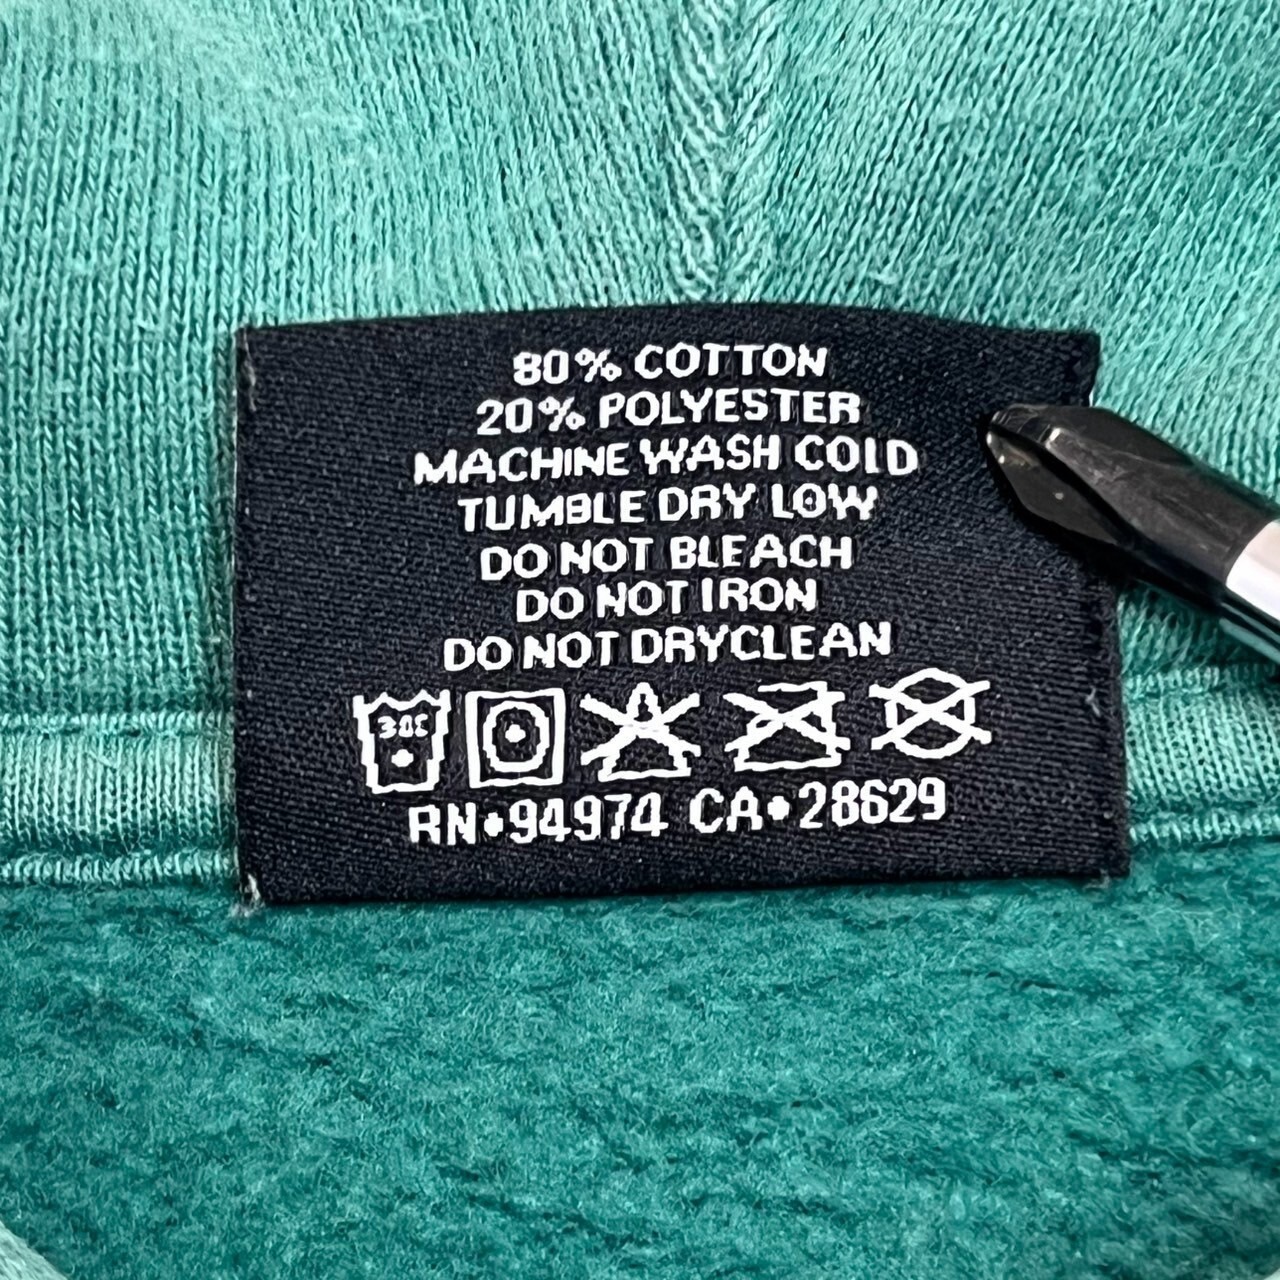 80% COTTON
20% POLYESTER
MACHINE WASH COLD
TUMBLE DRY LOW
DO NOT BLEACH
DO NOT IRON
DO NOT DRYCLEAN
RN•94974 CA•28629